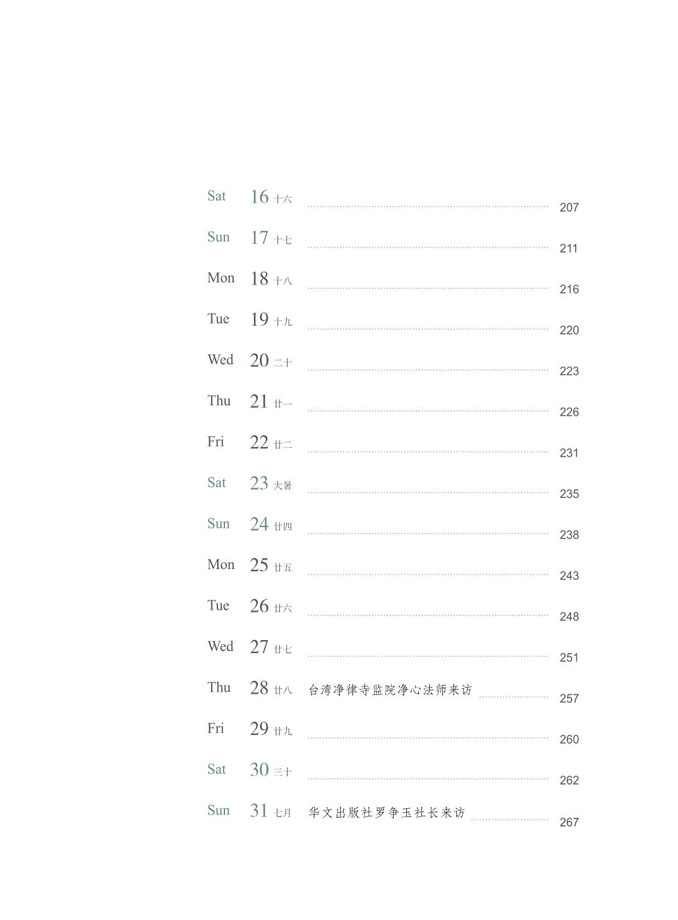 Sat 16 十六 207
Sun 17 十七 211
Mon 18 十八 216
Tue 19 十九 220
Wed 20 二十 223
Thu 21 廿一 226
Fri 22 廿二 231
Sat 23 大暑 235
Sun 24 廿四 238
Mon 25 廿五 243
Tue 26 廿六 248
Wed 27 廿七 251
Thu 28 廿八 台湾净律寺监院净心法师来访 257
Fri 29 廿九 260
Sat 30 三十 262
Sun 31 七月 华文出版社罗争玉社长来访 267